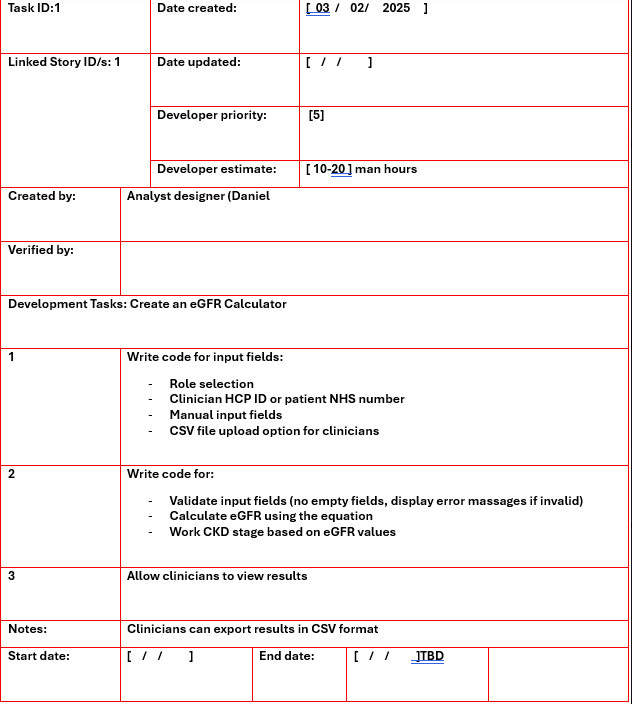 Task ID:1 Date created: [ 03 / 02/ 2025 ]
Linked Story ID/s: 1 Date updated: [ / / ]
Developer priority: [5]
Developer estimate: [ 10-20 ] man hours
Created by: Analyst designer (Daniel
Verified by:
Development Tasks: Create an eGFR Calculator
1 Write code for input fields:
- Role selection
- Clinician HCP ID or patient NHS number
- Manual input fields
- CSV file upload option for clinicians
2 Write code for:
- Validate input fields (no empty fields, display error massages if invalid)
- Calculate eGFR using the equation
- Work CKD stage based on eGFR values
3 Allow clinicians to view results
Notes: Clinicians can export results in CSV format
Start date: [ / / ] End date: [ / / ]TBD